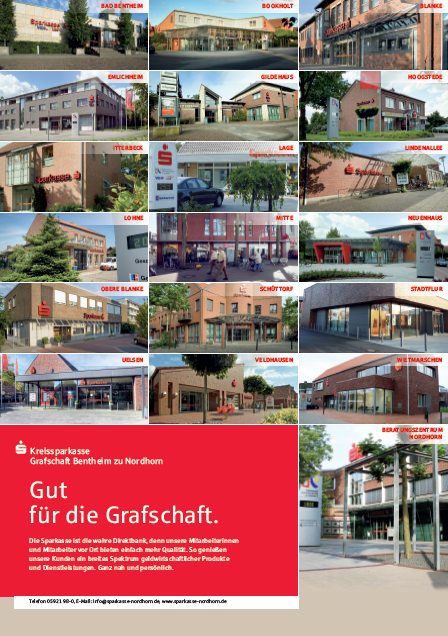 BAD BENTHEIM
BOOKHOLT
BLANKE
EMLICHHEIM
GILDEHAUS
HOOGSTEDE
ITTERBECK
LAGE
LINDENALLEE
LOHNE
MITTE
NEUENHAUS
OBERE BLANKE
SCHÜTTORF
STADTFLUR
UELSEN
VELDHAUSEN
WIETMARSCHEN
BERATUNGSZENTRUM
NORDHORN
Sparkasse
Kreissparkasse
Grafschaft Bentheim zu Nordhorn
Gut
für die Grafschaft.
Die Sparkasse ist die wahre Direktbank, denn unsere Mitarbeiterinnen
und Mitarbeiter vor Ort bieten einfach mehr Qualität. So genießen
unsere Kunden ein breites Spektrum geldwirtschaftlicher Produkte
und Dienstleistungen. Ganz nah und persönlich.
Telefon 05921 98-0, E-Mail: info@sparkasse-nordhorn.de, www.sparkasse-nordhorn.de